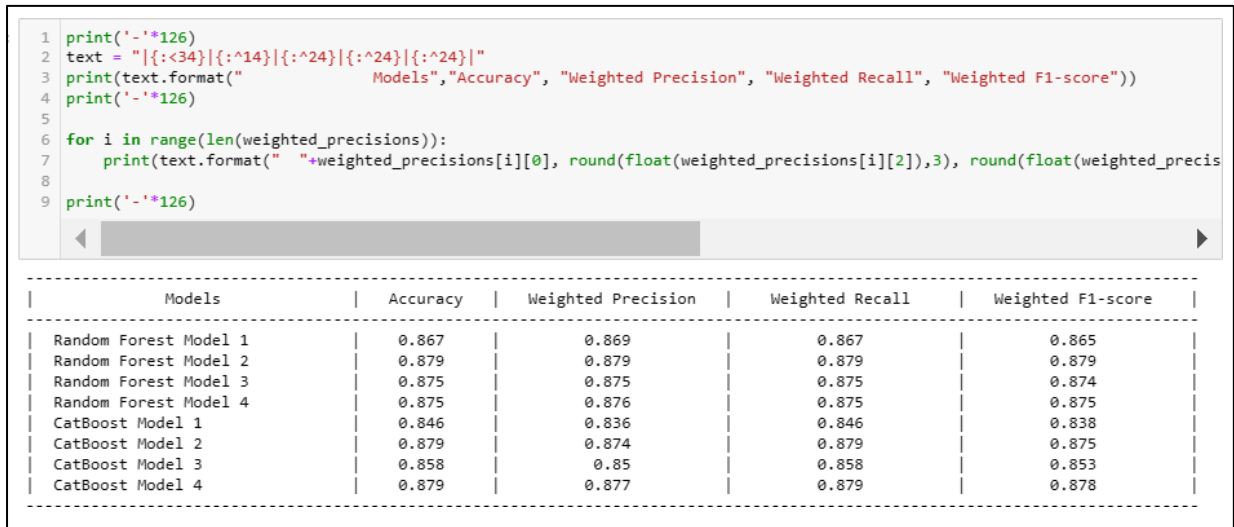 1 print('-'*126)
2 text = "|{:<34}|{:^14}|{:^24}|{:^24}|{:^24}|"
3 print(text.format("                Models","Accuracy", "Weighted Precision", "Weighted Recall", "Weighted F1-score"))
4 print('-'*126)
5
6 for i in range(len(weighted_precisions)):
7     print(text.format("  "+weighted_precisions[i][0], round(float(weighted_precisions[i][2]),3), round(float(weighted_precis
8
9 print('-'*126)
------------------------------------------------------------------------------------------------------------------------------
|                Models            |   Accuracy   |   Weighted Precision   |    Weighted Recall     |   Weighted F1-score    |
------------------------------------------------------------------------------------------------------------------------------
|  Random Forest Model 1           |    0.867     |         0.869          |         0.867          |         0.865          |
|  Random Forest Model 2           |    0.879     |         0.879          |         0.879          |         0.879          |
|  Random Forest Model 3           |    0.875     |         0.875          |         0.875          |         0.874          |
|  Random Forest Model 4           |    0.875     |         0.876          |         0.875          |         0.875          |
|  CatBoost Model 1                |    0.846     |         0.836          |         0.846          |         0.838          |
|  CatBoost Model 2                |    0.879     |         0.874          |         0.879          |         0.875          |
|  CatBoost Model 3                |    0.858     |          0.85          |         0.858          |         0.853          |
|  CatBoost Model 4                |    0.879     |         0.877          |         0.879          |         0.878          |
------------------------------------------------------------------------------------------------------------------------------